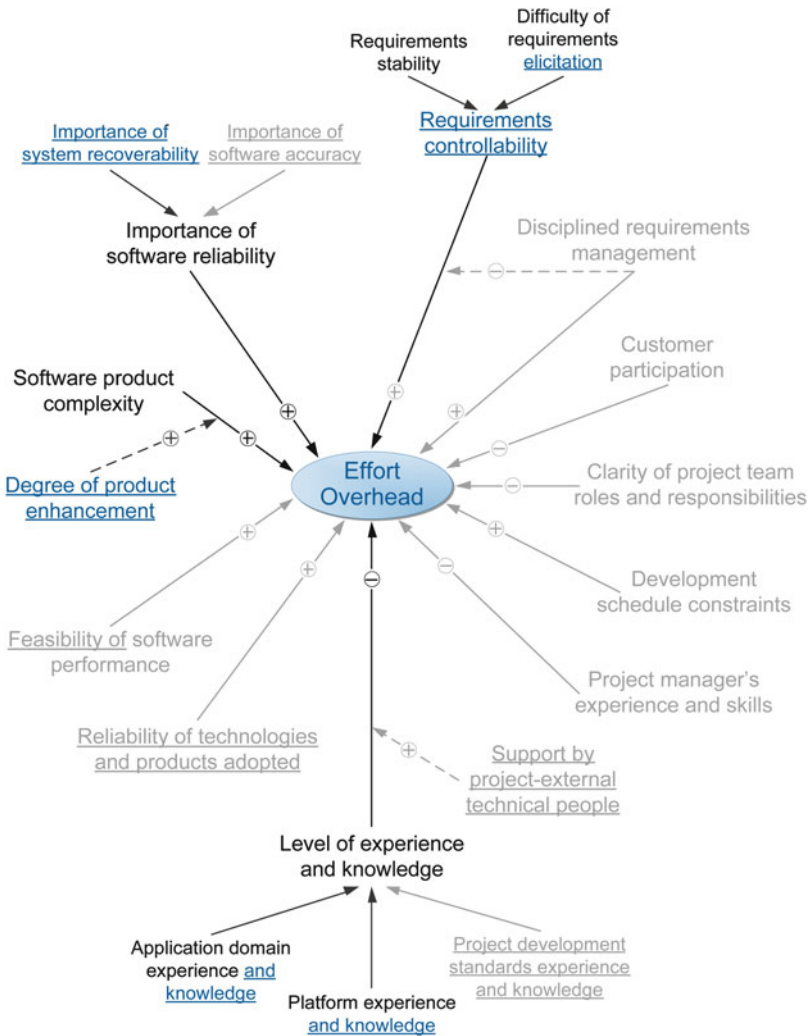 Requirements
stability
Difficulty of
requirements
elicitation
Requirements
controllability
Importance of
system recoverability
Importance of
software accuracy
Importance of
software reliability
Disciplined requirements
management
−
Customer
participation
+
+
−
Software product
complexity
+
+
+
Degree of product
enhancement
Effort
Overhead
−
Clarity of project team
roles and responsibilities
+
+
+
−
−
Development
schedule constraints
Feasibility of software
performance
Project manager's
experience and skills
Reliability of technologies
and products adopted
+
Support by
project-external
technical people
Level of experience
and knowledge
Application domain
experience and
knowledge
Platform experience
and knowledge
Project development
standards experience
and knowledge